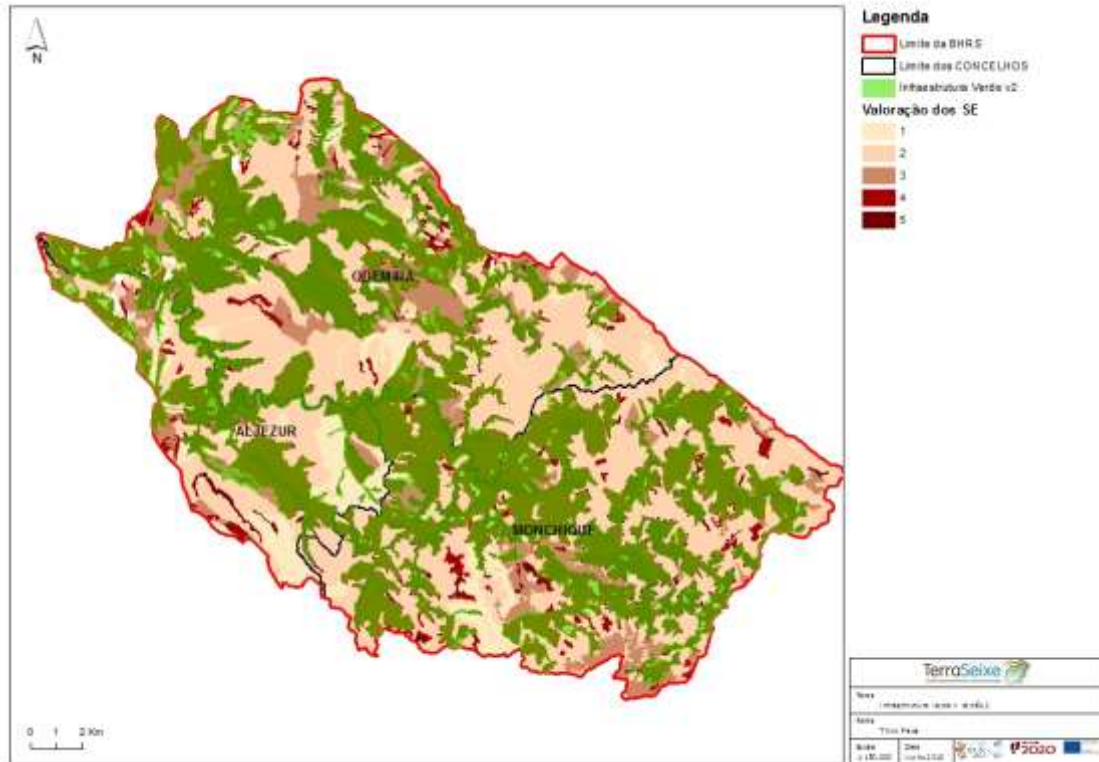 N
ODEMIRA
ALJEZUR
MONCHIQUE
0 1 2 Km
Legenda
Limite da BHRS
Limite dos CONCELHOS
Infraestrutura Verde v2
Valoração dos SE
1
2
3
4
5
TerraSeixe
2020